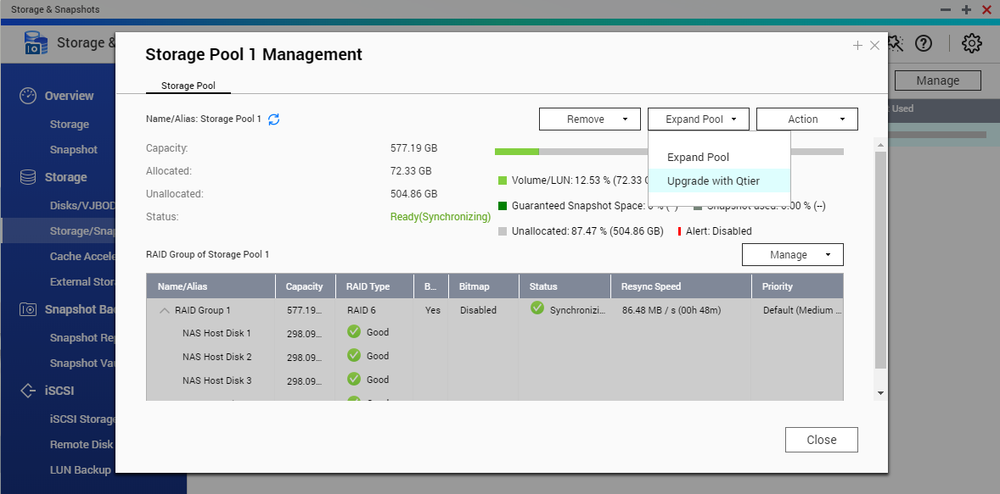 Storage & Snapshots
Storage &
Storage Pool 1 Management
Storage Pool
Manage
Used
Overview
Storage
Snapshot
Storage
Disks/VJBOD
Storage/Snap
Cache Accele
External Stor
Snapshot Ba
Snapshot Rep
Snapshot Vau
iSCSI
iSCSI Storage
Remote Disk
LUN Backup
Name/Alias: Storage Pool 1
Remove
Expand Pool
Action
Expand Pool
Upgrade with Qtier
Capacity: 577.19 GB
Allocated: 72.33 GB
Unallocated: 504.86 GB
Status: Ready(Synchronizing)
Volume/LUN: 12.53 % (72.33 G
Guaranteed Snapshot Space: 0 % (--)
Snapshot used: 0.00 % (--)
Unallocated: 87.47 % (504.86 GB)
Alert: Disabled
RAID Group of Storage Pool 1
Manage
Name/Alias Capacity RAID Type B... Bitmap Status Resync Speed Priority
RAID Group 1 577.19... RAID 6 Yes Disabled Synchronizi... 86.48 MB / s (00h 48m) Default (Medium ...
NAS Host Disk 1 298.09... Good
NAS Host Disk 2 298.09... Good
NAS Host Disk 3 298.09... Good
Close